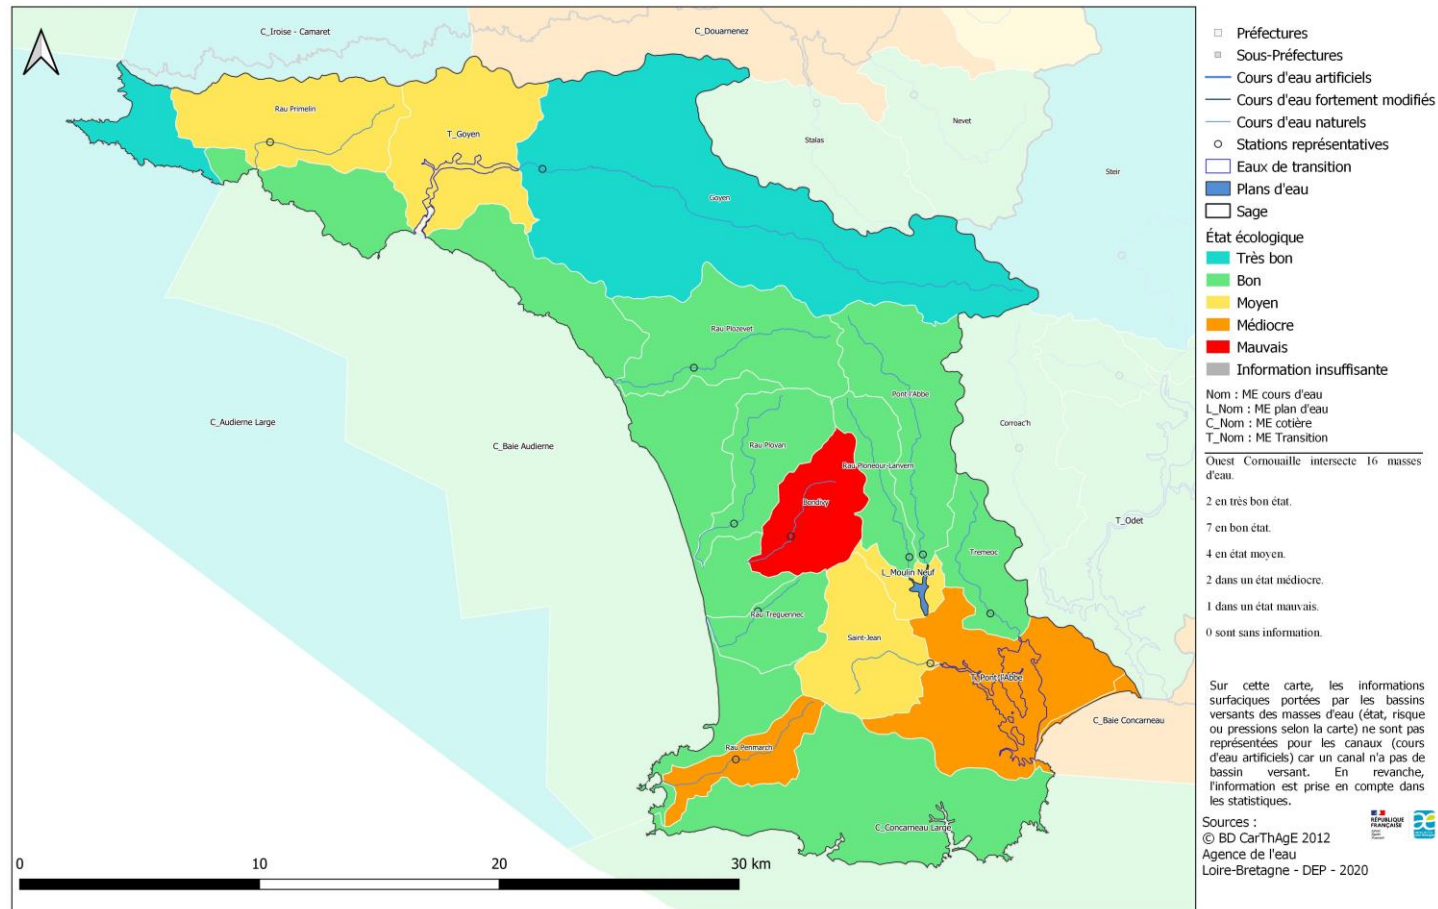 C_Iroise - Camaret
C_Douarnenez
Rau Primelin
T_Goyen
Nevet
Stalas
Steir
Goyen
Rau Plozevet
Pont l'Abbe
C_Audierne Large
C_Baie Audierne
Corroac'h
Rau Plovan
Rau Ploneour-Lanvern
Bondivy
T_Odet
Tremeoc
L_Moulin Neuf
Rau Treguennec
Saint-Jean
T_Pont l'Abbe
C_Baie Concarneau
Rau Penmarch
C_Concarneau Large
0 10 20 30 km
Préfectures
Sous-Préfectures
Cours d'eau artificiels
Cours d'eau fortement modifiés
Cours d'eau naturels
Stations représentatives
Eaux de transition
Plans d'eau
Sage
État écologique
Très bon
Bon
Moyen
Médiocre
Mauvais
Information insuffisante
Nom : ME cours d'eau
L_Nom : ME plan d'eau
C_Nom : ME cotière
T_Nom : ME Transition
Ouest Cornouaille intersecte 16 masses
d'eau.
2 en très bon état.
7 en bon état.
4 en état moyen.
2 dans un état médiocre.
1 dans un état mauvais.
0 sont sans information.
Sur cette carte, les informations
surfaciques portées par les bassins
versants des masses d'eau (état, risque
ou pressions selon la carte) ne sont pas
représentées pour les canaux (cours
d'eau artificiels) car un canal n'a pas de
bassin versant. En revanche,
l'information est prise en compte dans
les statistiques.
Sources :
© BD CarThAgE 2012
Agence de l'eau
Loire-Bretagne - DEP - 2020
RÉPUBLIQUE
FRANÇAISE